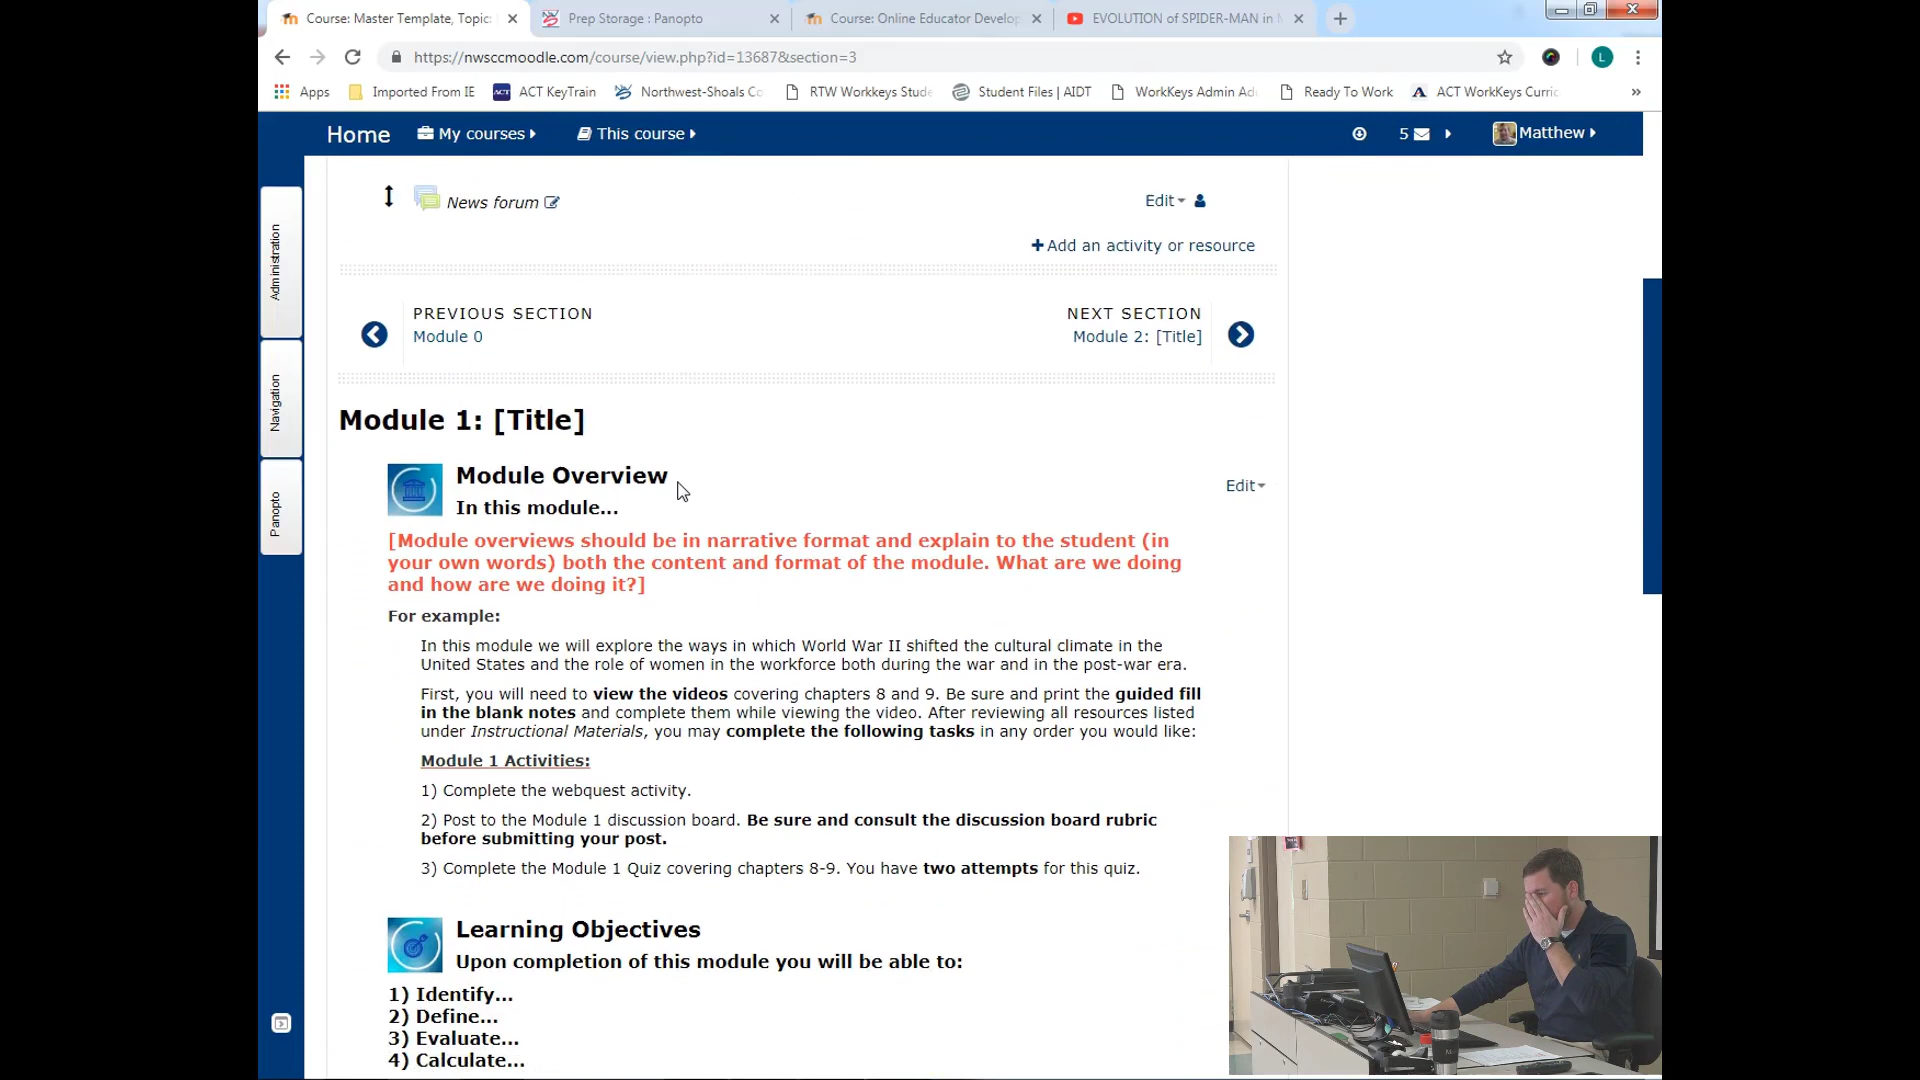 Course: Master Template, Topic:
Prep Storage : Panopto
Course: Online Educator Develop
EVOLUTION of SPIDER-MAN in
https://nwsccmoodle.com/course/view.php?id=13687&section=3
L
Apps
Imported From IE
ACT
ACT KeyTrain
Northwest-Shoals Co
RTW Workkeys Stude
Student Files | AIDT
WorkKeys Admin Ad
Ready To Work
ACT WorkKeys Curric
»
Home
My courses
This course
5
Matthew
Administration
Navigation
Panopto
News forum
Edit
Add an activity or resource
PREVIOUS SECTION
Module 0
NEXT SECTION
Module 2: [Title]
Module 1: [Title]
Module Overview
Edit
In this module...
[Module overviews should be in narrative format and explain to the student (in
your own words) both the content and format of the module. What are we doing
and how are we doing it?]
For example:
In this module we will explore the ways in which World War II shifted the cultural climate in the
United States and the role of women in the workforce both during the war and in the post-war era.
First, you will need to view the videos covering chapters 8 and 9. Be sure and print the guided fill
in the blank notes and complete them while viewing the video. After reviewing all resources listed
under Instructional Materials, you may complete the following tasks in any order you would like:
Module 1 Activities:
1) Complete the webquest activity.
2) Post to the Module 1 discussion board. Be sure and consult the discussion board rubric
before submitting your post.
3) Complete the Module 1 Quiz covering chapters 8-9. You have two attempts for this quiz.
Learning Objectives
Upon completion of this module you will be able to:
1) Identify...
2) Define...
3) Evaluate...
4) Calculate...